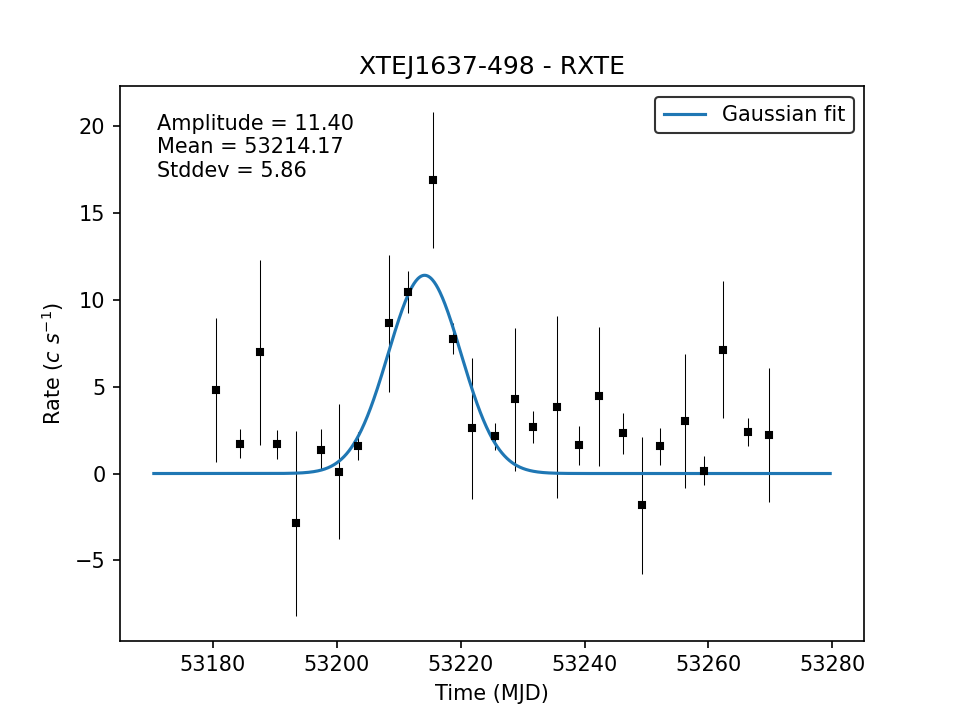 XTEJ1637-498 - RXTE
Amplitude = 11.40
Mean = 53214.17
Stddev = 5.86
Gaussian fit
20
15
10
5
0
−5
Rate (c s⁻¹)
53180 53200 53220 53240 53260 53280
Time (MJD)